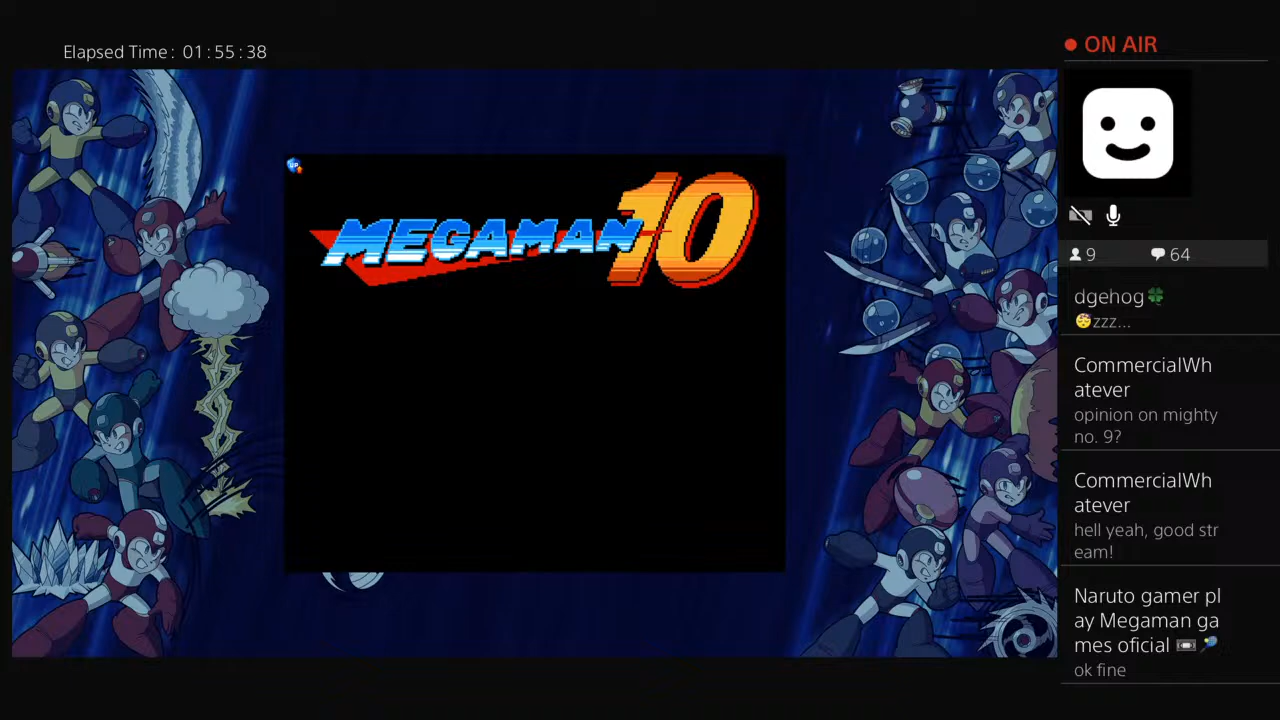 Elapsed Time: 01:55:38
ON AIR
MEGAMAN 10
9
64
dgehog🍀
😴zzz...
CommercialWh
atever
opinion on mighty
no. 9?
CommercialWh
atever
hell yeah, good str
eam!
Naruto gamer pl
ay Megaman ga
mes oficial
ok fine